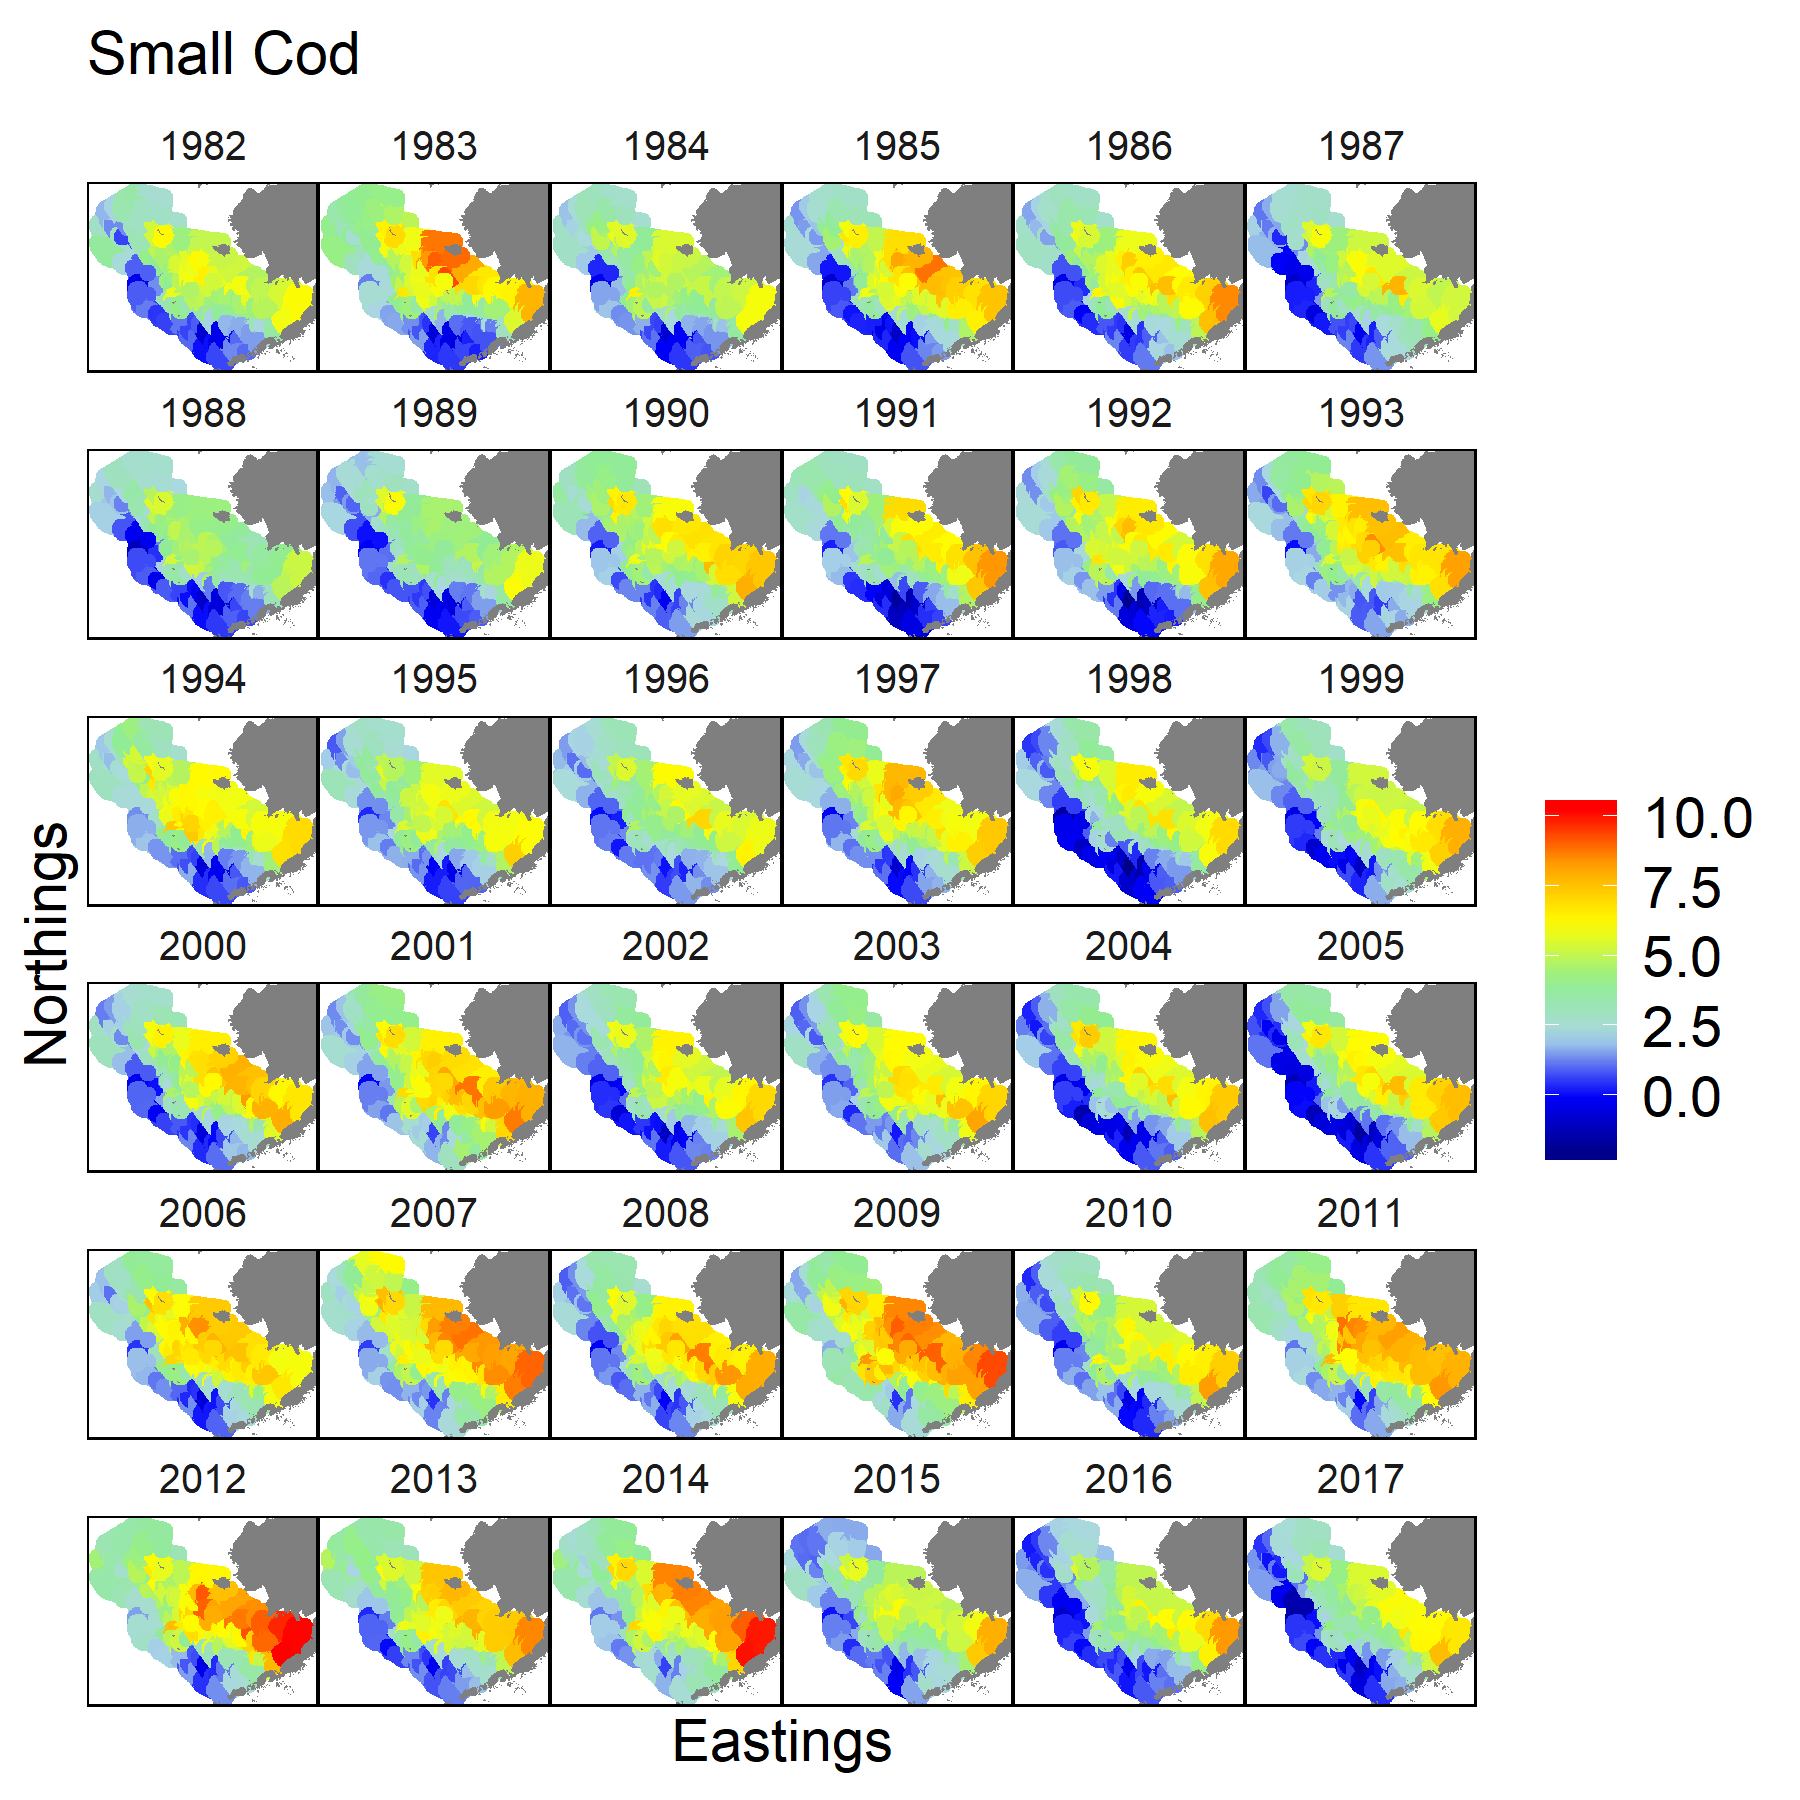 Small Cod
1982 1983 1984 1985 1986 1987
1988 1989 1990 1991 1992 1993
1994 1995 1996 1997 1998 1999
10.0
7.5
5.0
2.5
0.0
Northings
2000 2001 2002 2003 2004 2005
2006 2007 2008 2009 2010 2011
2012 2013 2014 2015 2016 2017
Eastings